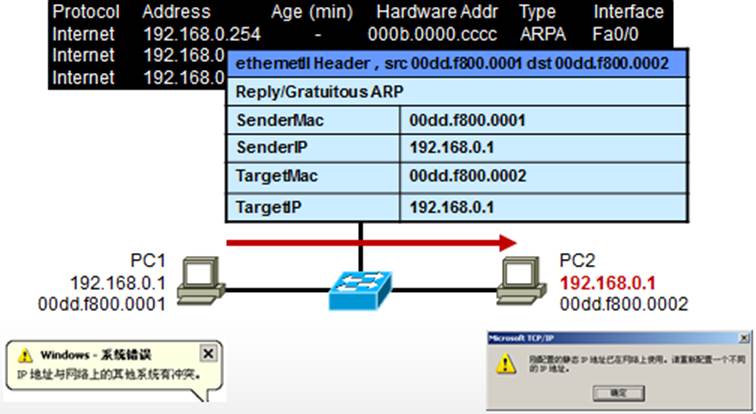 Protocol Address Age (min) Hardware Addr Type Interface
Internet 192.168.0.254 - 000b.0000.cccc ARPA Fa0/0
Internet 192.168.0
Internet 192.168.0.
ethernetII Header , src 00dd.f800.0001 dst 00dd.f800.0002
Reply/Gratuitous ARP
SenderMac 00dd.f800.0001
SenderIP 192.168.0.1
TargetMac 00dd.f800.0002
TargetIP 192.168.0.1
PC1
192.168.0.1
00dd.f800.0001
PC2
192.168.0.1
00dd.f800.0002
Windows - 系统错误
IP 地址与网络上的其他系统有冲突。
Microsoft TCP/IP
刚配置的静态 IP 地址已在网络上使用。请重新配置一个不同
的 IP 地址。
确定